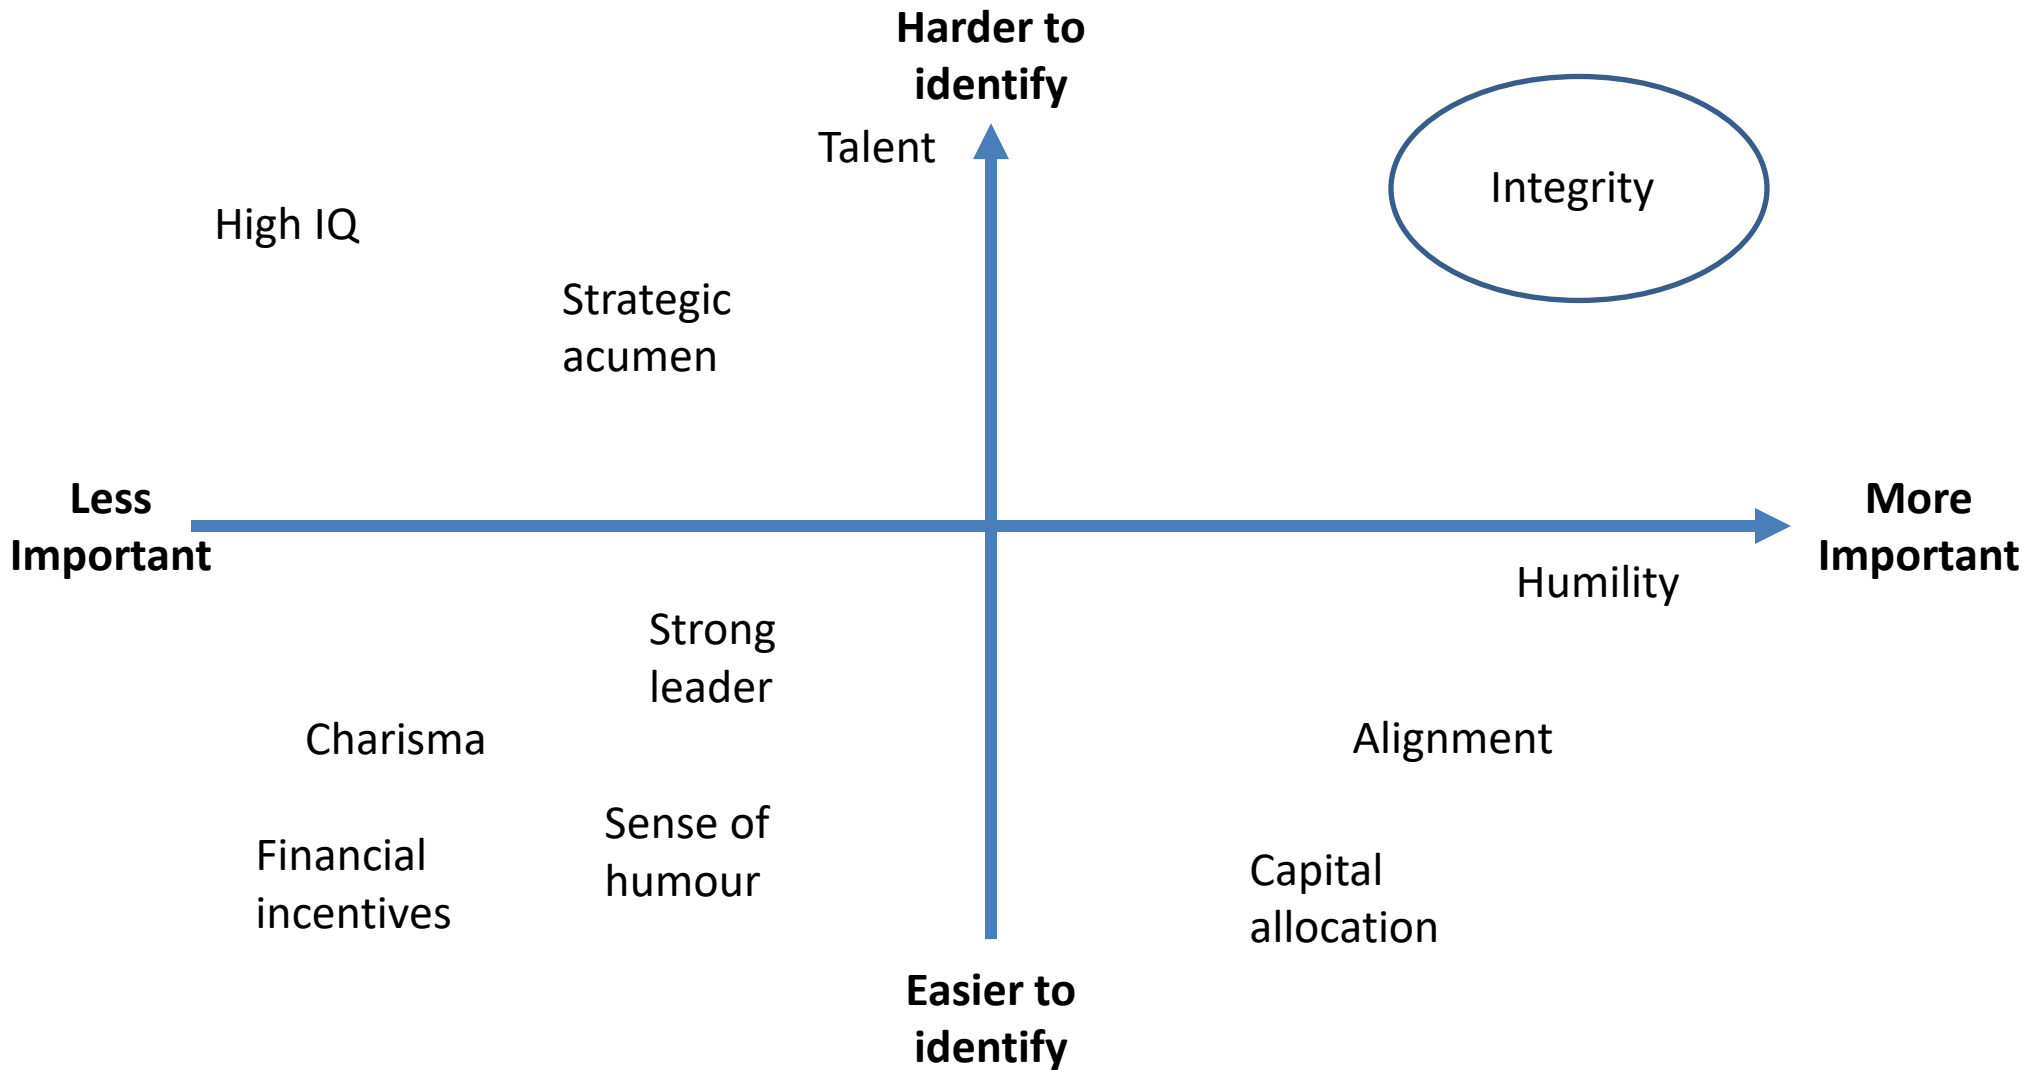 Harder to
identify
Talent
Integrity
High IQ
Strategic
acumen
Less
Important
More
Important
Humility
Strong
leader
Charisma
Alignment
Sense of
humour
Financial
incentives
Capital
allocation
Easier to
identify